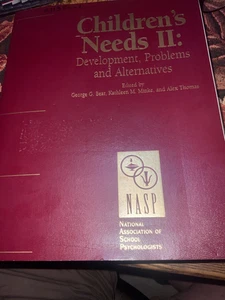 Children's
Needs II:
Development, Problems
and Alternatives
Edited by
George G. Bear, Kathleen M. Minke, and Alex Thomas
NASP
NATIONAL
ASSOCIATION OF
SCHOOL
PSYCHOLOGISTS